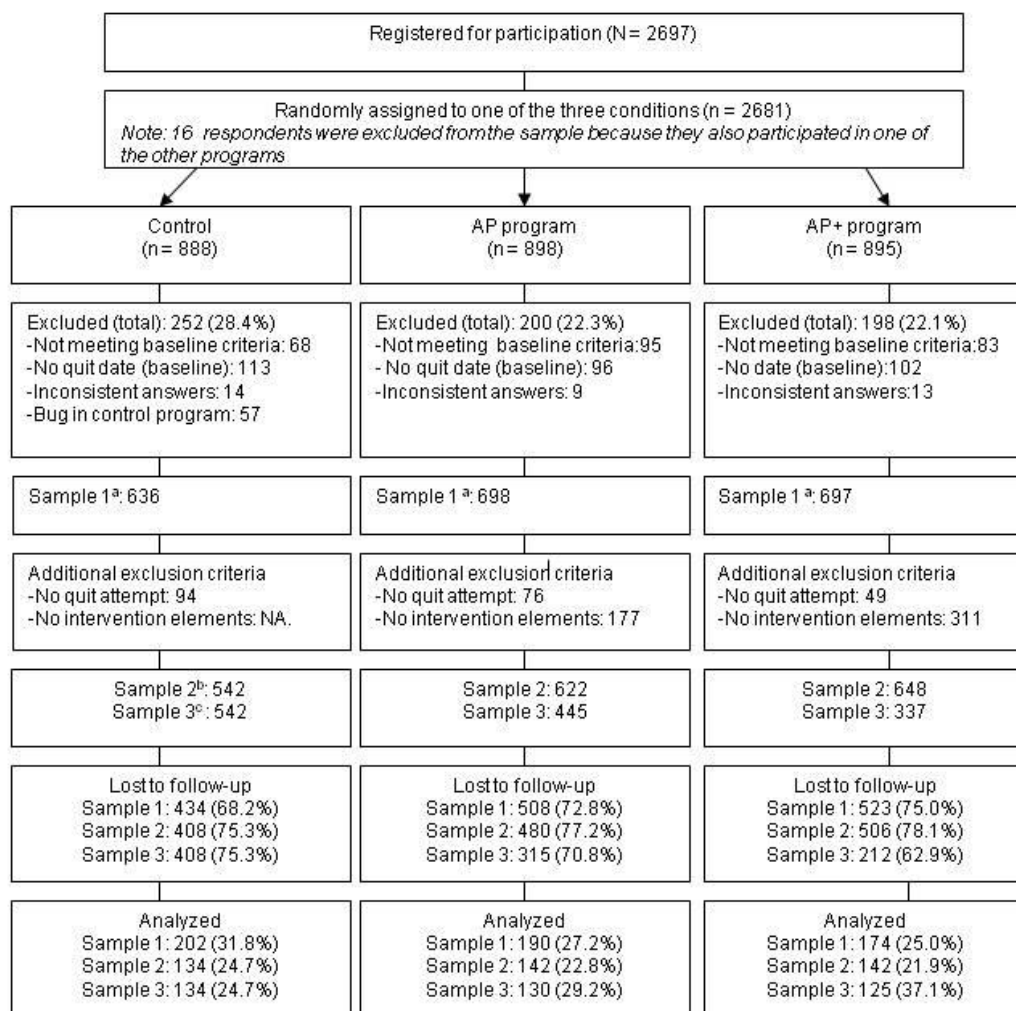 Registered for participation (N = 2697)
Randomly assigned to one of the three conditions (n = 2681)
Note: 16 respondents were excluded from the sample because they also participated in one of
the other programs
Control
(n = 888)
AP program
(n = 898)
AP+ program
(n = 895)
Excluded (total): 252 (28.4%)
-Not meeting baseline criteria: 68
-No quit date (baseline): 113
-Inconsistent answers: 14
-Bug in control program: 57
Excluded (total): 200 (22.3%)
-Not meeting baseline criteria:95
- No quit date (baseline): 96
-Inconsistent answers: 9
Excluded (total): 198 (22.1%)
-Not meeting baseline criteria:83
-No date (baseline):102
-Inconsistent answers:13
Sample 1ª: 636
Sample 1 ª: 698
Sample 1 ª: 697
Additional exclusion criteria
-No quit attempt: 94
-No intervention elements: NA.
Additional exclusion criteria
-No quit attempt: 76
-No intervention elements: 177
Additional exclusion criteria
-No quit attempt: 49
-No intervention elements: 311
Sample 2ᵇ: 542
Sample 3ᶜ: 542
Sample 2: 622
Sample 3: 445
Sample 2: 648
Sample 3: 337
Lost to follow-up
Sample 1: 434 (68.2%)
Sample 2: 408 (75.3%)
Sample 3: 408 (75.3%)
Lost to follow-up
Sample 1: 508 (72.8%)
Sample 2: 480 (77.2%)
Sample 3: 315 (70.8%)
Lost to follow-up
Sample 1: 523 (75.0%)
Sample 2: 506 (78.1%)
Sample 3: 212 (62.9%)
Analyzed
Sample 1: 202 (31.8%)
Sample 2: 134 (24.7%)
Sample 3: 134 (24.7%)
Analyzed
Sample 1: 190 (27.2%)
Sample 2: 142 (22.8%)
Sample 3: 130 (29.2%)
Analyzed
Sample 1: 174 (25.0%)
Sample 2: 142 (21.9%)
Sample 3: 125 (37.1%)